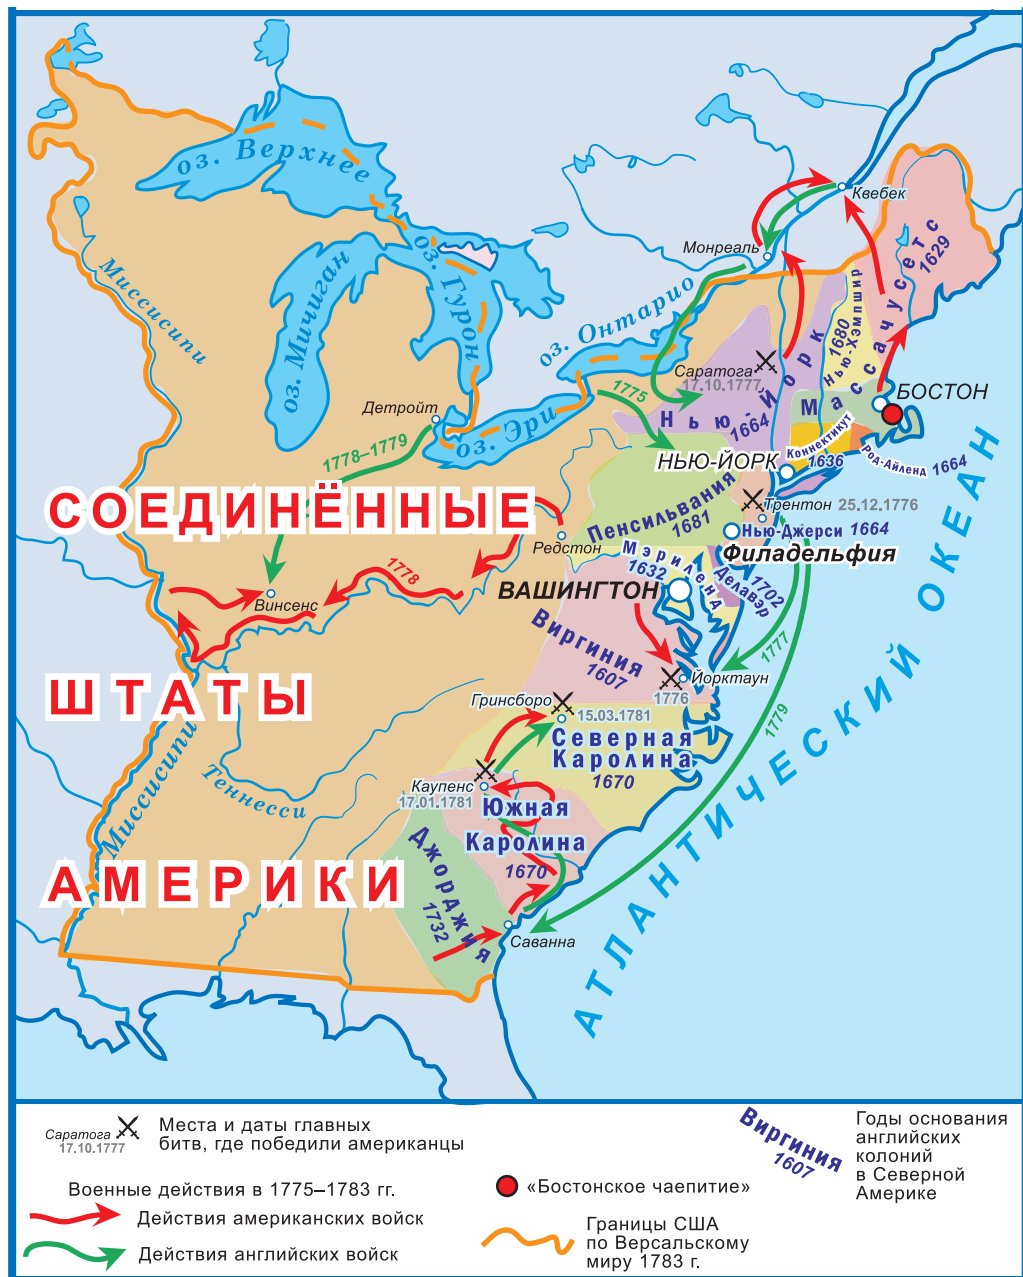 оз. Верхнее
Квебек
Монреаль
Миссисипи
оз. Мичиган
оз. Гурон
оз. Онтарио
оз. Эри
Массачусетс
1629
1680
Нью-Хэмпшир
Саратога
17.10.1777
Нью-Йорк
1664
1775
БОСТОН
Детройт
1778–1779
НЬЮ-ЙОРК
Коннектикут
1636
Род-Айленд 1664
СОЕДИНЁННЫЕ
Пенсильвания
1681
Трентон 25.12.1776
Нью-Джерси 1664
Филадельфия
Редстон
1778
Винсенс
Мэриленд
1632
ВАШИНГТОН
Делавэр
1702
Виргиния
1607
1777
1779
ШТАТЫ
Йорктаун
1776
Гринсборо
15.03.1781
Северная
Каролина
1670
Миссисипи
Теннесси
Каупенс
17.01.1781
Южная
Каролина
1670
АМЕРИКИ
Джорджия
1732
Саванна
АТЛАНТИЧЕСКИЙ ОКЕАН
Саратога
17.10.1777
Места и даты главных
битв, где победили американцы
Военные действия в 1775–1783 гг.
Действия американских войск
Действия английских войск
«Бостонское чаепитие»
Границы США
по Версальскому
миру 1783 г.
Виргиния
1607
Годы основания
английских
колоний
в Северной
Америке